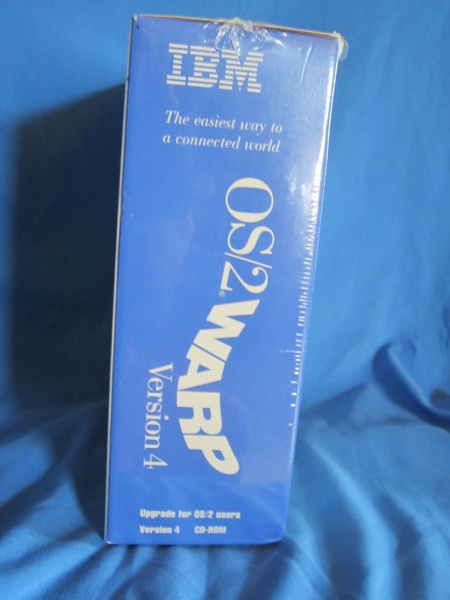 IBM
The easiest way to
a connected world
OS/2 WARP
Version 4
Upgrade for OS/2 users
Version 4 CD-ROM